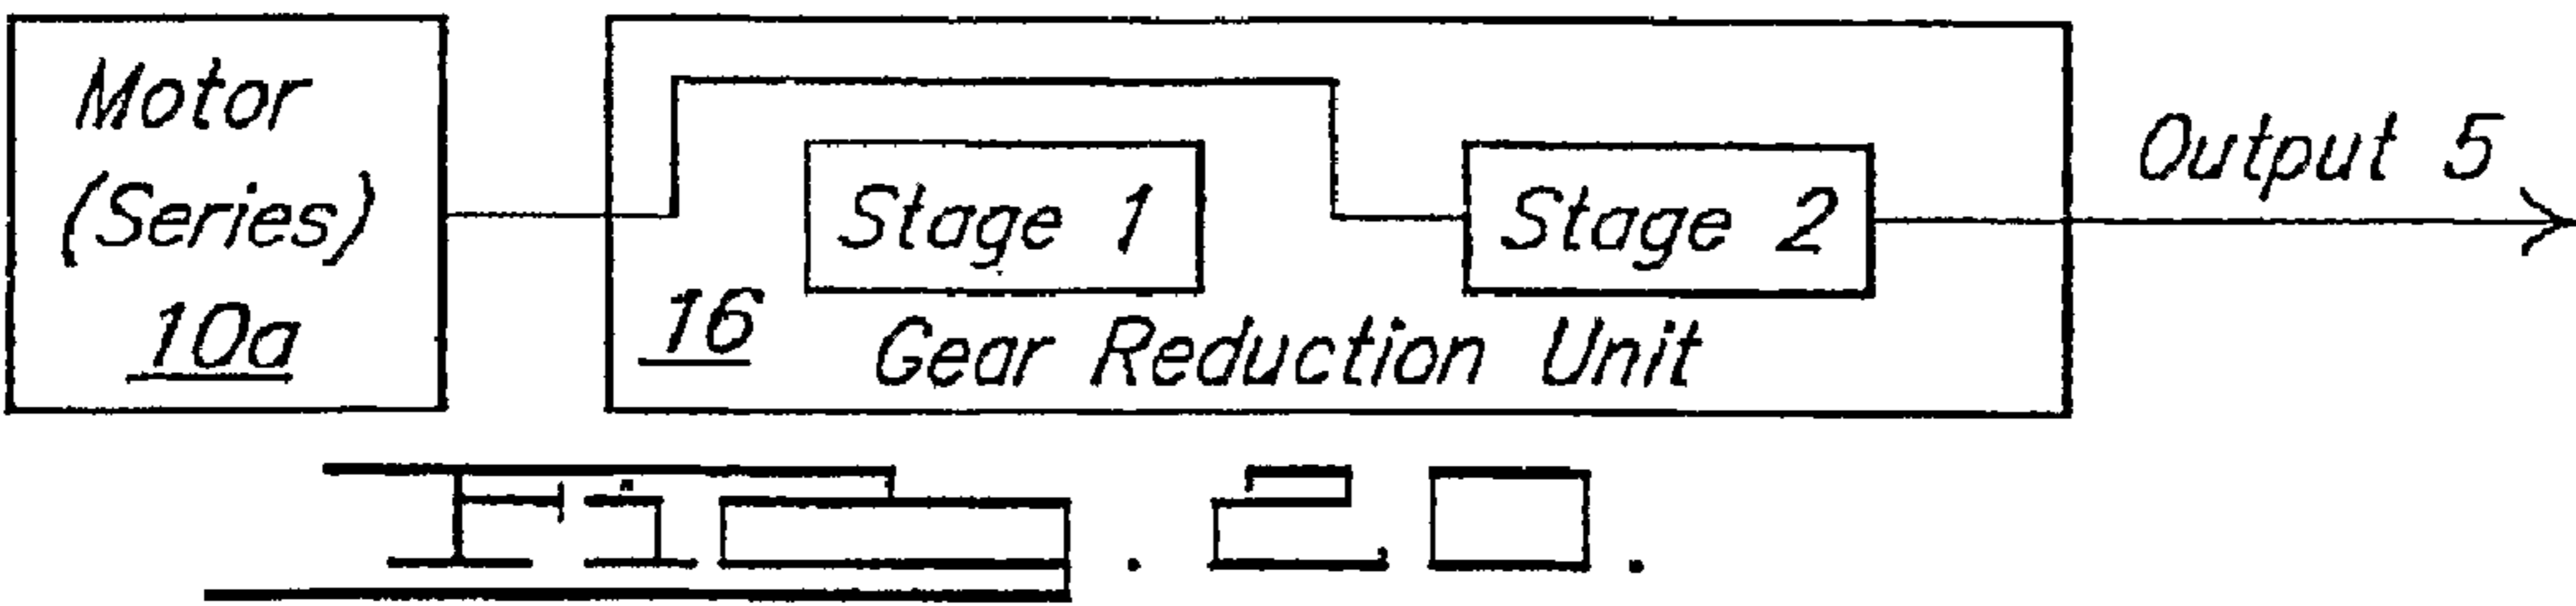 Motor
(Series)
10a
Stage 1
Stage 2
16
Gear Reduction Unit
Output 5
Fig. 20.